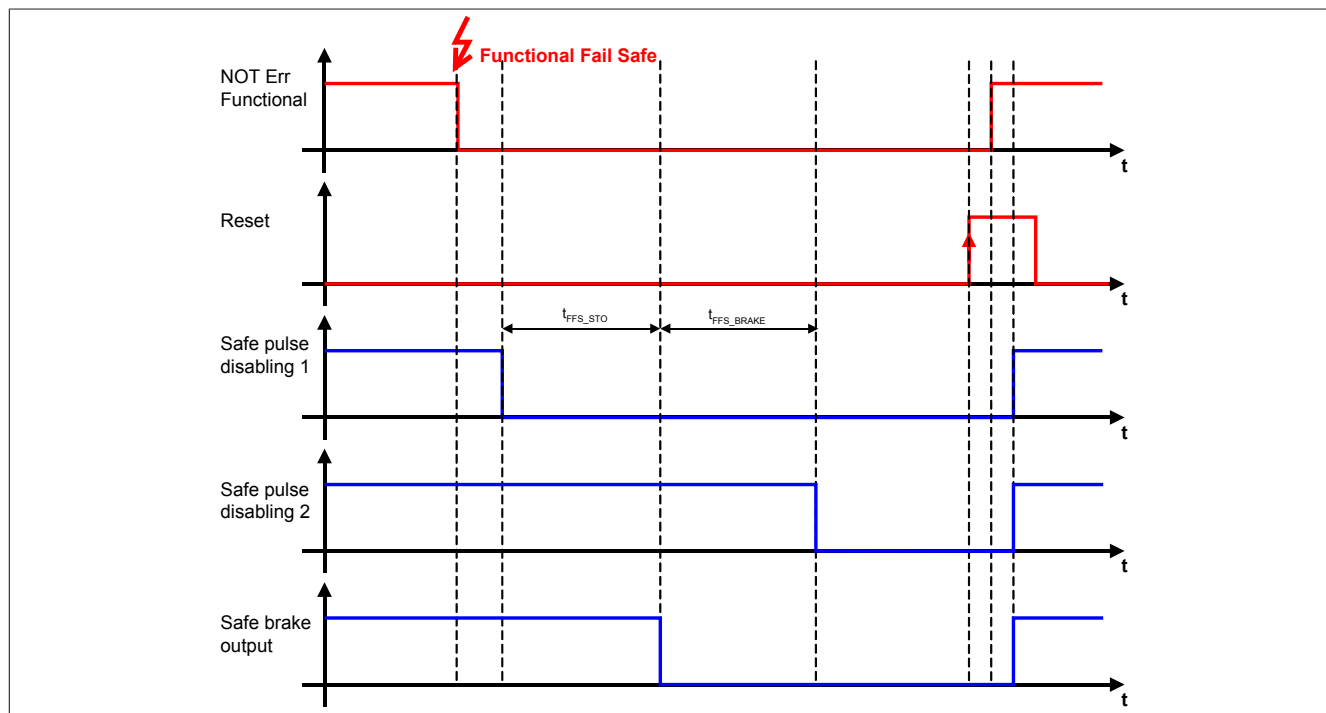 Functional Fail Safe
NOT Err
Functional
t
Reset
t
tFFS_STO
tFFS_BRAKE
Safe pulse
disabling 1
t
Safe pulse
disabling 2
t
Safe brake
output
t